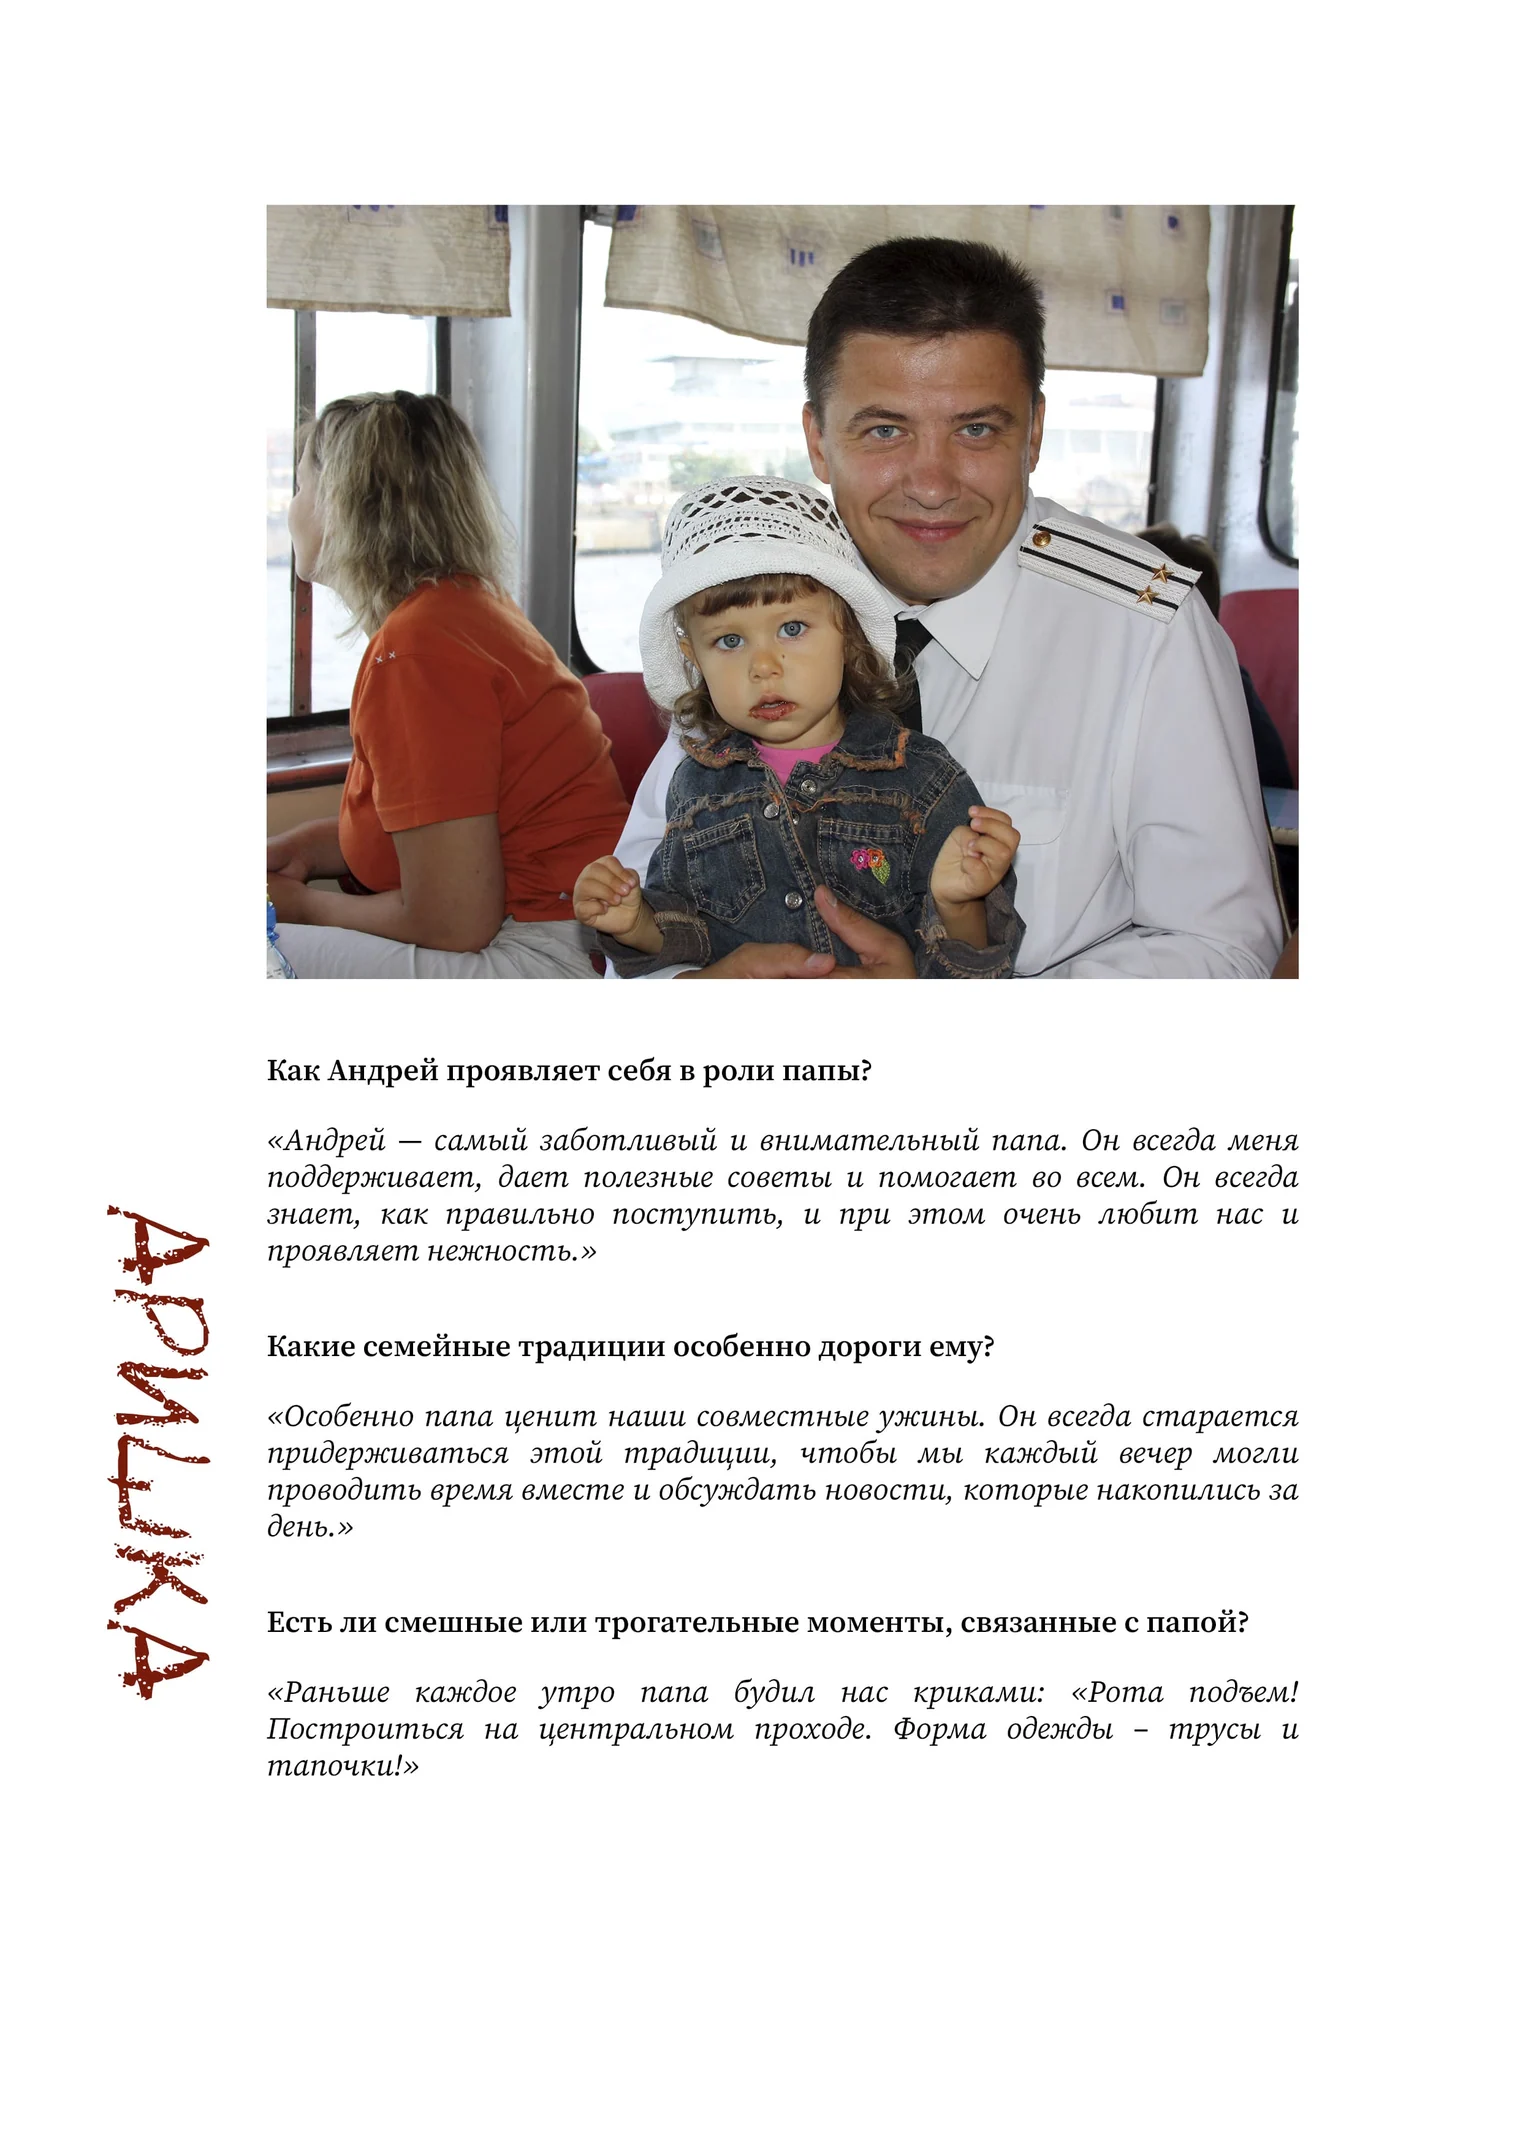 Как Андрей проявляет себя в роли папы?
«Андрей — самый заботливый и внимательный папа. Он всегда меня
поддерживает, дает полезные советы и помогает во всем. Он всегда
знает, как правильно поступить, и при этом очень любит нас и
проявляет нежность.»
АРИШКА
Какие семейные традиции особенно дороги ему?
«Особенно папа ценит наши совместные ужины. Он всегда старается
придерживаться этой традиции, чтобы мы каждый вечер могли
проводить время вместе и обсуждать новости, которые накопились за
день.»
Есть ли смешные или трогательные моменты, связанные с папой?
«Раньше каждое утро папа будил нас криками: «Рота подъем!
Построиться на центральном проходе. Форма одежды – трусы и
тапочки!»